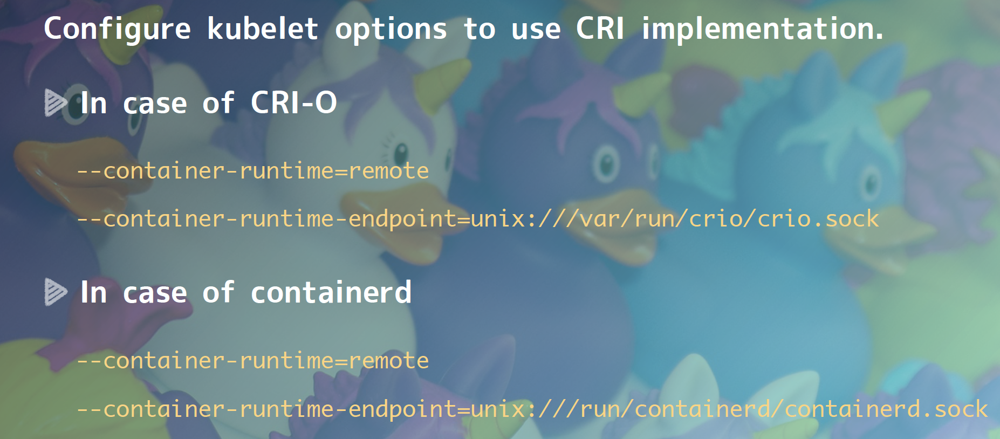 Configure kubelet options to use CRI implementation.
In case of CRI-O
--container-runtime=remote
--container-runtime-endpoint=unix:///var/run/crio/crio.sock
In case of containerd
--container-runtime=remote
--container-runtime-endpoint=unix:///run/containerd/containerd.sock